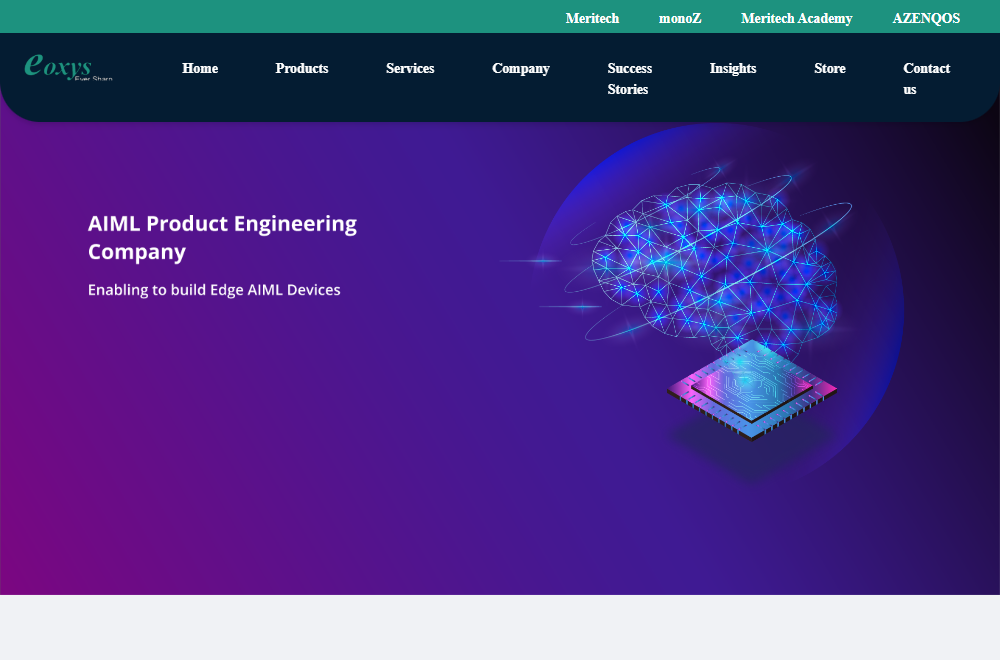 Meritech monoZ Meritech Academy AZENQOS
eoxys
Ever Sharp
Home Products Services Company Success Stories Insights Store Contact us
AIML Product Engineering
Company
Enabling to build Edge AIML Devices